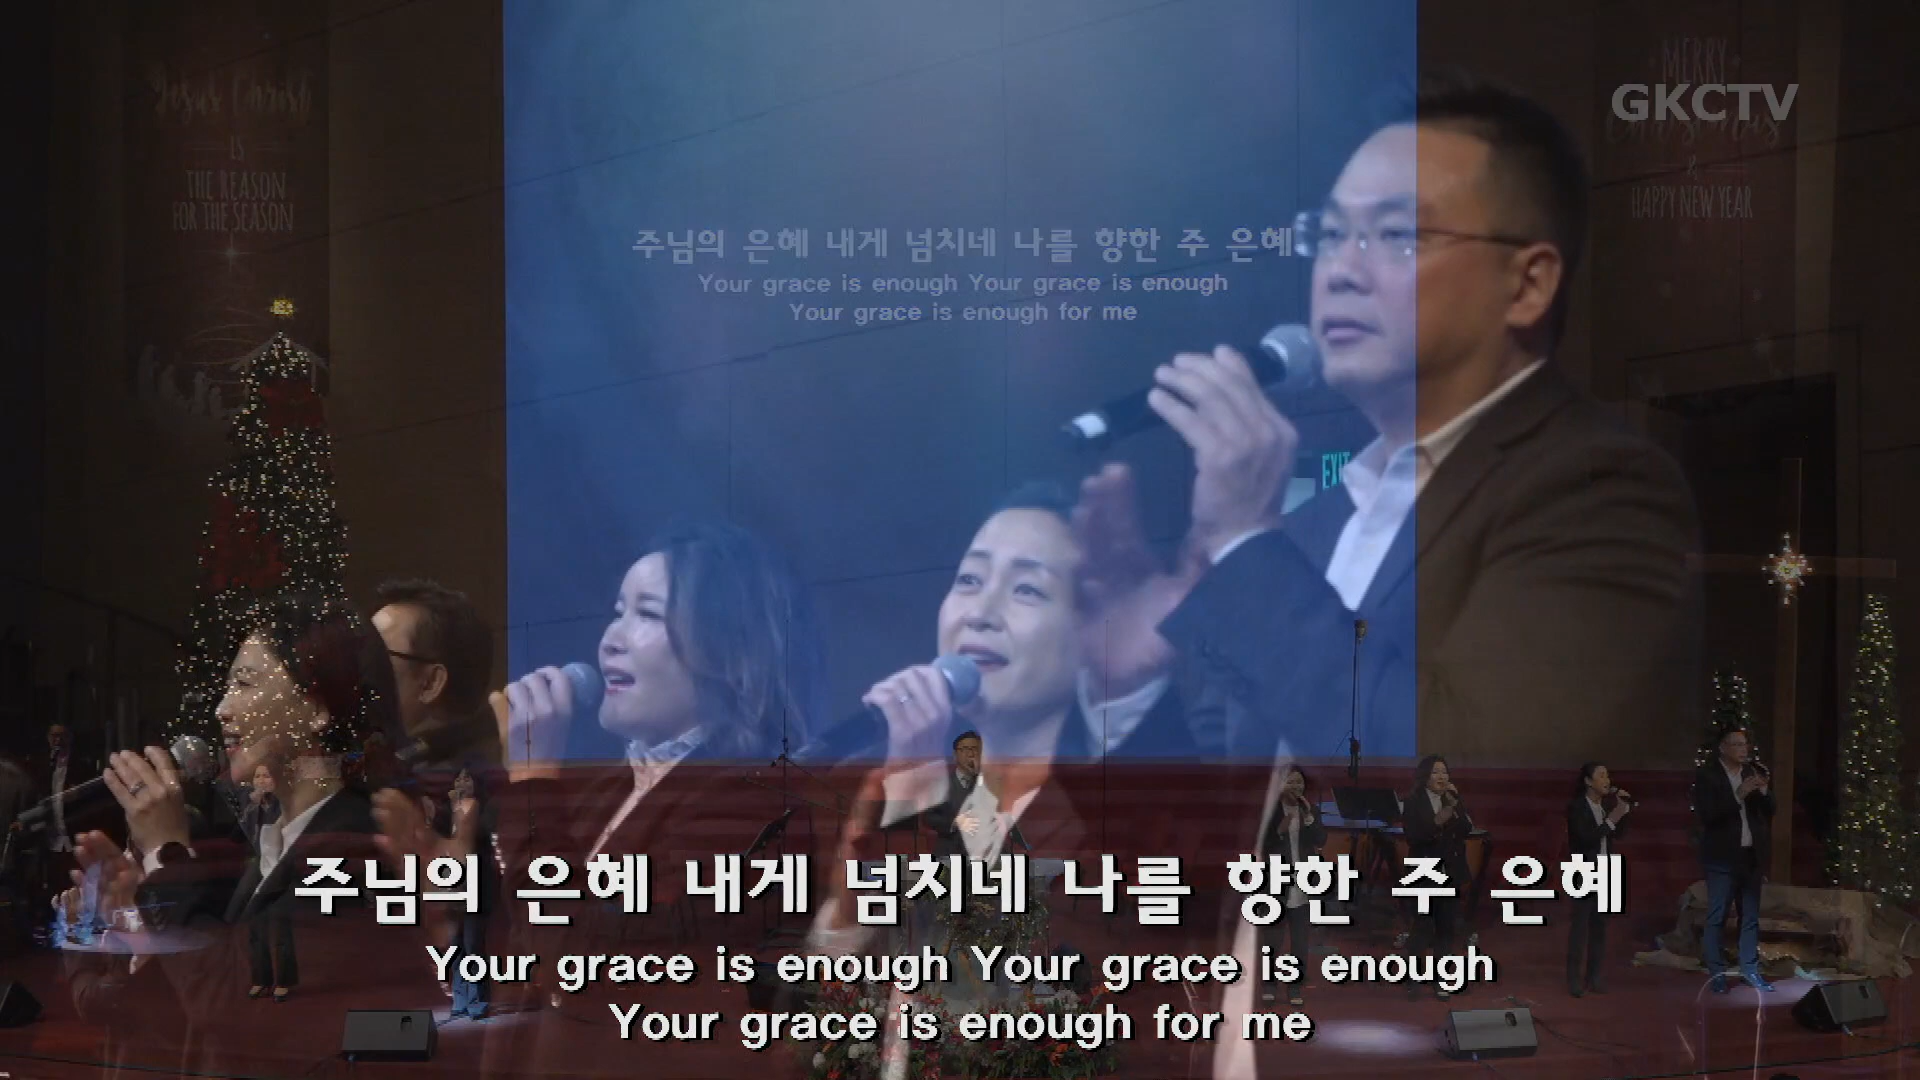 Jesus Christ
IS
THE REASON
FOR THE SEASON
MERRY
Christmas
&
HAPPY NEW YEAR
GKCTV
주님의 은혜 내게 넘치네 나를 향한 주 은혜
Your grace is enough Your grace is enough
Your grace is enough for me
EXIT
주님의 은혜 내게 넘치네 나를 향한 주 은혜
Your grace is enough Your grace is enough
Your grace is enough for me